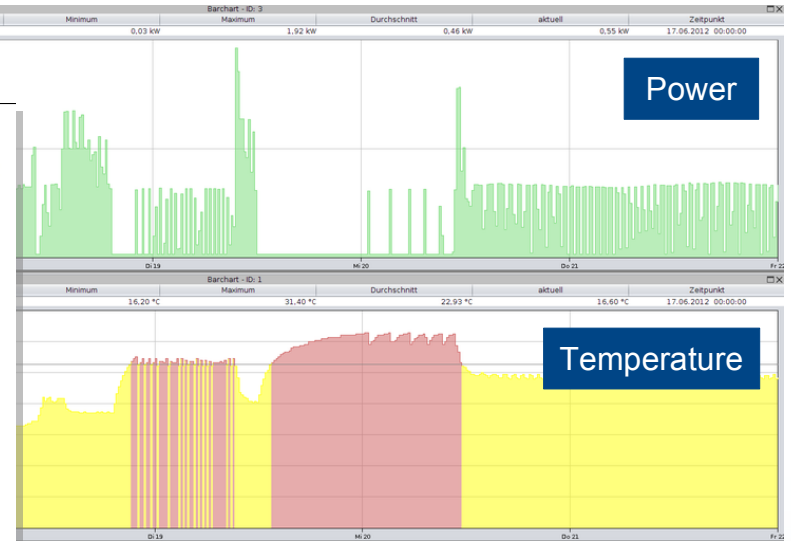 Barchart - ID: 3
Minimum Maximum Durchschnitt aktuell Zeitpunkt
0,03 kW 1,92 kW 0,46 kW 0,55 kW 17.06.2012 00:00:00
Power
Di 19 Mi 20 Do 21 Fr 22
Barchart - ID: 1
Minimum Maximum Durchschnitt aktuell Zeitpunkt
16,20 °C 31,40 °C 22,93 °C 16,60 °C 17.06.2012 00:00:00
Temperature
Di 19 Mi 20 Do 21 Fr 22